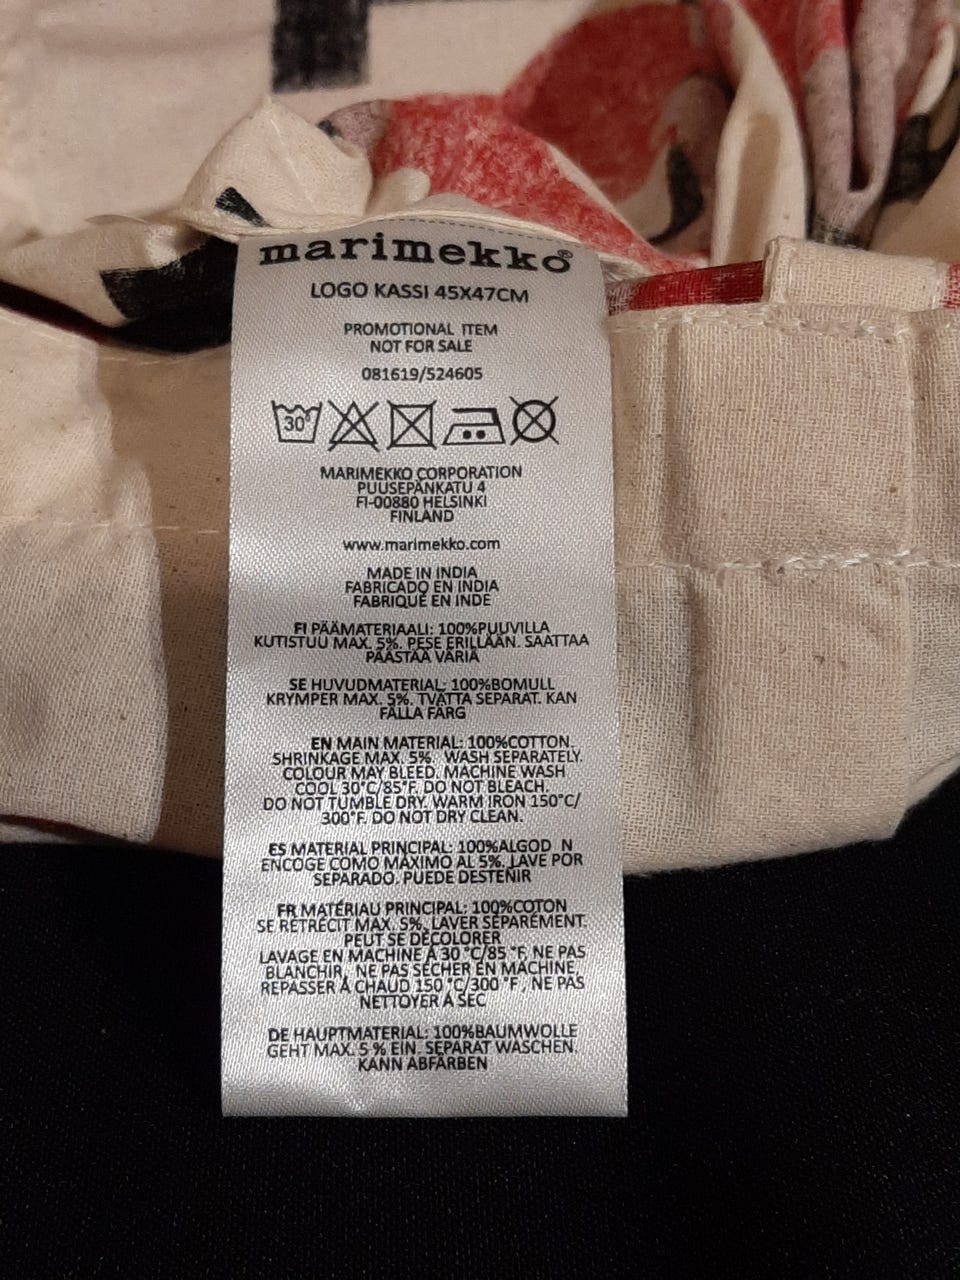 marimekko®
LOGO KASSI 45X47CM
PROMOTIONAL ITEM
NOT FOR SALE
081619/524605
30°
MARIMEKKO CORPORATION
PUUSEPÄNKATU 4
FI-00880 HELSINKI
FINLAND
www.marimekko.com
MADE IN INDIA
FABRICADO EN INDIA
FABRIQUÉ EN INDE
FI PÄÄMATERIAALI: 100%PUUVILLA
KUTISTUU MAX. 5%. PESE ERILLÄÄN. SAATTAA
PÄÄSTÄÄ VÄRIÄ
SE HUVUDMATERIAL: 100%BOMULL
KRYMPER MAX. 5%. TVÄTTA SEPARAT. KAN
FÄLLA FÄRG
EN MAIN MATERIAL: 100%COTTON.
SHRINKAGE MAX. 5%. WASH SEPARATELY.
COLOUR MAY BLEED. MACHINE WASH
COOL 30°C/85°F. DO NOT BLEACH.
DO NOT TUMBLE DRY. WARM IRON 150°C/
300°F. DO NOT DRY CLEAN.
ES MATERIAL PRINCIPAL: 100%ALGOD N
ENCOGE COMO MÁXIMO AL 5%. LAVE POR
SEPARADO. PUEDE DESTEÑIR
FR MATÉRIAU PRINCIPAL: 100%COTON
SE RÉTRÉCIT MAX. 5%. LAVER SÉPARÉMENT.
PEUT SE DÉCOLORER
LAVAGE EN MACHINE À 30 °C/85 °F, NE PAS
BLANCHIR, NE PAS SÉCHER EN MACHINE,
REPASSER À CHAUD 150 °C/300 °F, NE PAS
NETTOYER À SEC
DE HAUPTMATERIAL: 100%BAUMWOLLE
GEHT MAX. 5 % EIN. SEPARAT WASCHEN.
KANN ABFÄRBEN